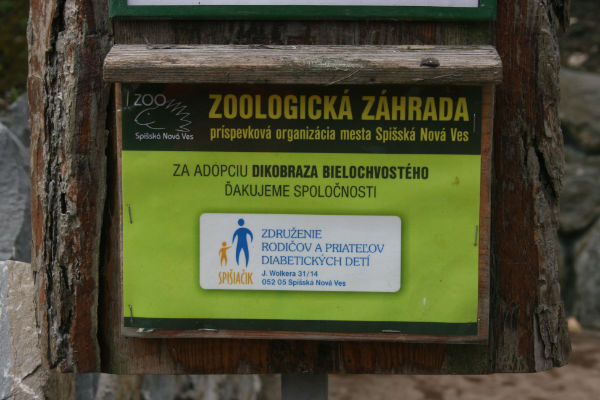 ZOO
Spišská Nová Ves
ZOOLOGICKÁ ZÁHRADA
príspevková organizácia mesta Spišská Nová Ves
ZA ADOPCIU DIKOBRAZA BIELOCHVOSTÉHO
ĎAKUJEME SPOLOČNOSTI
SPIŠIAČIK
ZDRUŽENIE
RODIČOV A PRIATEĽOV
DIABETICKÝCH DETÍ
J. Wolkera 31/14
052 05 Spišská Nová Ves